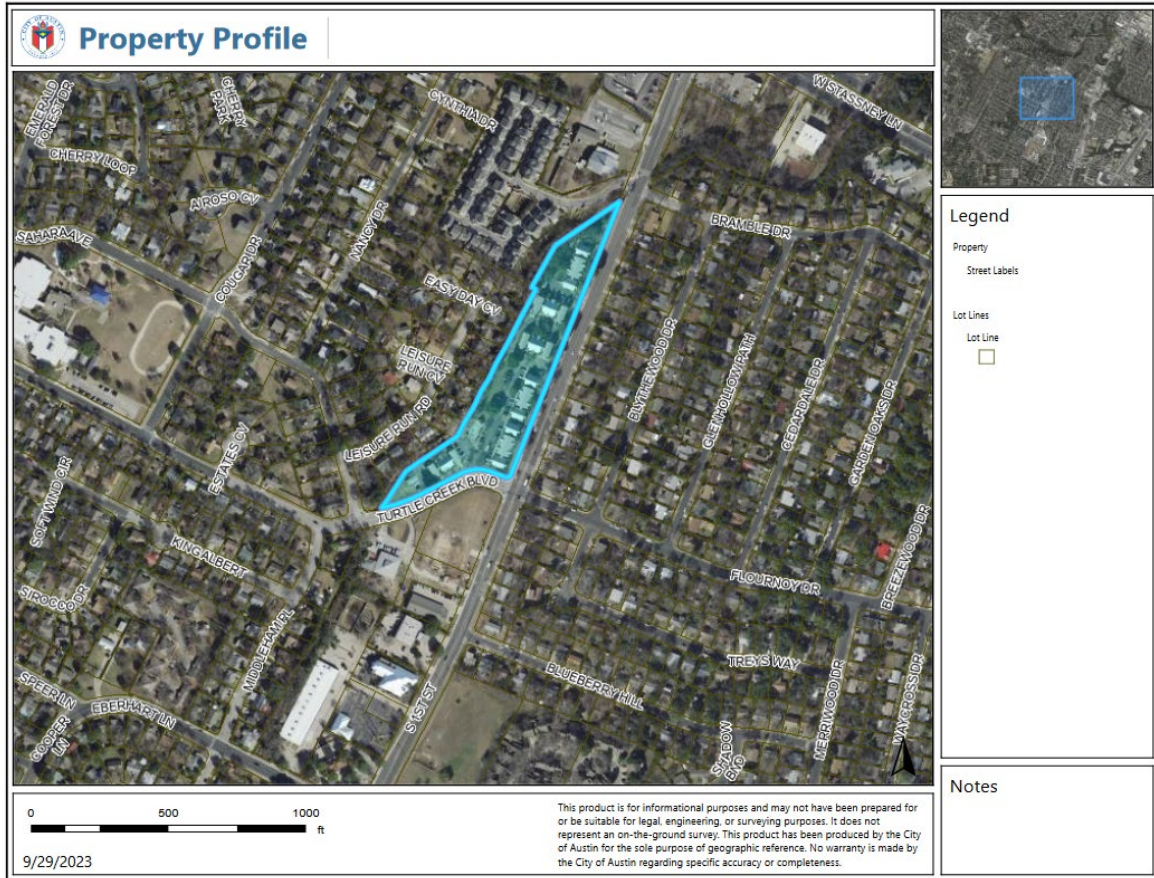 CITY OF AUSTIN
Property Profile
EMERALD
FOREST DR
CHERRY
PARK
CHERRY LOOP
CYNTHIA DR
W STASSNEY LN
AIROSO CV
NANCY DR
SAHARA AVE
COUGAR DR
BRAMBLE DR
EASY DAY CV
LEISURE
RUN CV
BLYTHEWOOD DR
GLENHOLLOW PATH
CEDARDALE DR
GARDEN OAKS DR
LEISURE RUN RD
ESTATES CV
SOFT WIND CIR
TURTLE CREEK BLVD
KING ALBERT
SIROCCO DR
FLOURNOY DR
BREEZEWOOD DR
MIDDLEHAM PL
TREYS WAY
BLUEBERRY HILL
SPEER LN
EBERHART LN
COOPER
LN
S 1ST ST
SHADOW
BND
MERRIWOOD DR
WAYCROSS DR
Legend
Property
Street Labels
Lot Lines
Lot Line
Notes
0 500 1000
ft
9/29/2023
This product is for informational purposes and may not have been prepared for
or be suitable for legal, engineering, or surveying purposes. It does not
represent an on-the-ground survey. This product has been produced by the City
of Austin for the sole purpose of geographic reference. No warranty is made by
the City of Austin regarding specific accuracy or completeness.